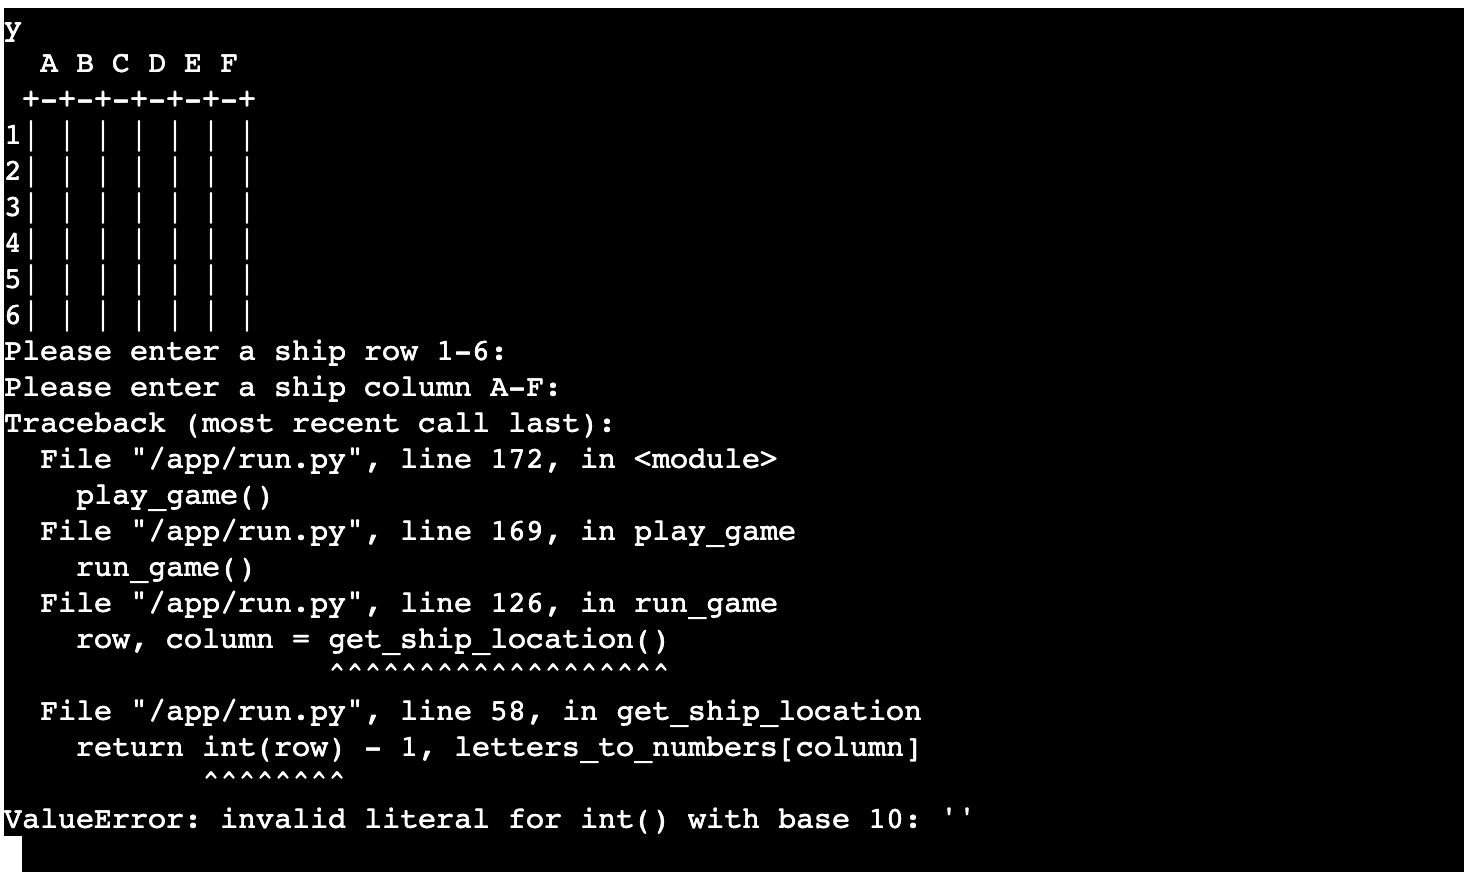 y
  A B C D E F
 +-+-+-+-+-+-+
1| | | | | | |
2| | | | | | |
3| | | | | | |
4| | | | | | |
5| | | | | | |
6| | | | | | |
Please enter a ship row 1-6:
Please enter a ship column A-F:
Traceback (most recent call last):
  File "/app/run.py", line 172, in <module>
    play_game()
  File "/app/run.py", line 169, in play_game
    run_game()
  File "/app/run.py", line 126, in run_game
    row, column = get_ship_location()
                  ^^^^^^^^^^^^^^^^^^^
  File "/app/run.py", line 58, in get_ship_location
    return int(row) - 1, letters_to_numbers[column]
           ^^^^^^^^
ValueError: invalid literal for int() with base 10: ''